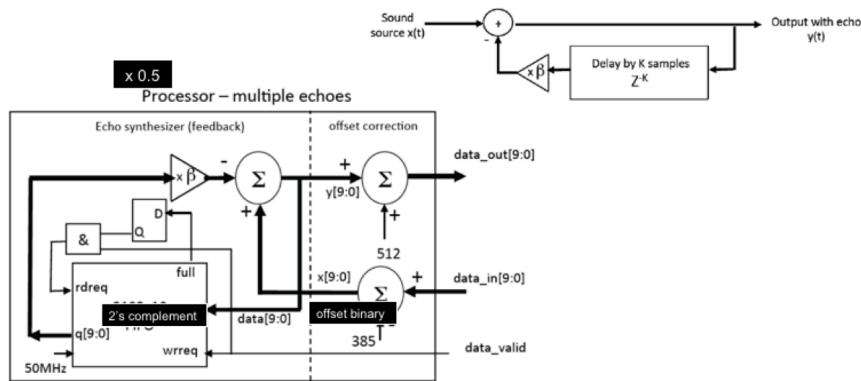 Sound
source x(t)
+
-
x β
Delay by K samples
Z-K
Output with echo
y(t)
x 0.5
Processor – multiple echoes
Echo synthesizer (feedback)
offset correction
x β
-
Σ
+
+
y[9:0]
Σ
+
data_out[9:0]
512
D
Q
&
full
rdreq
x[9:0]
Σ
+
data_in[9:0]
2's complement
data[9:0]
offset binary
q[9:0]
385
wrreq
data_valid
50MHz